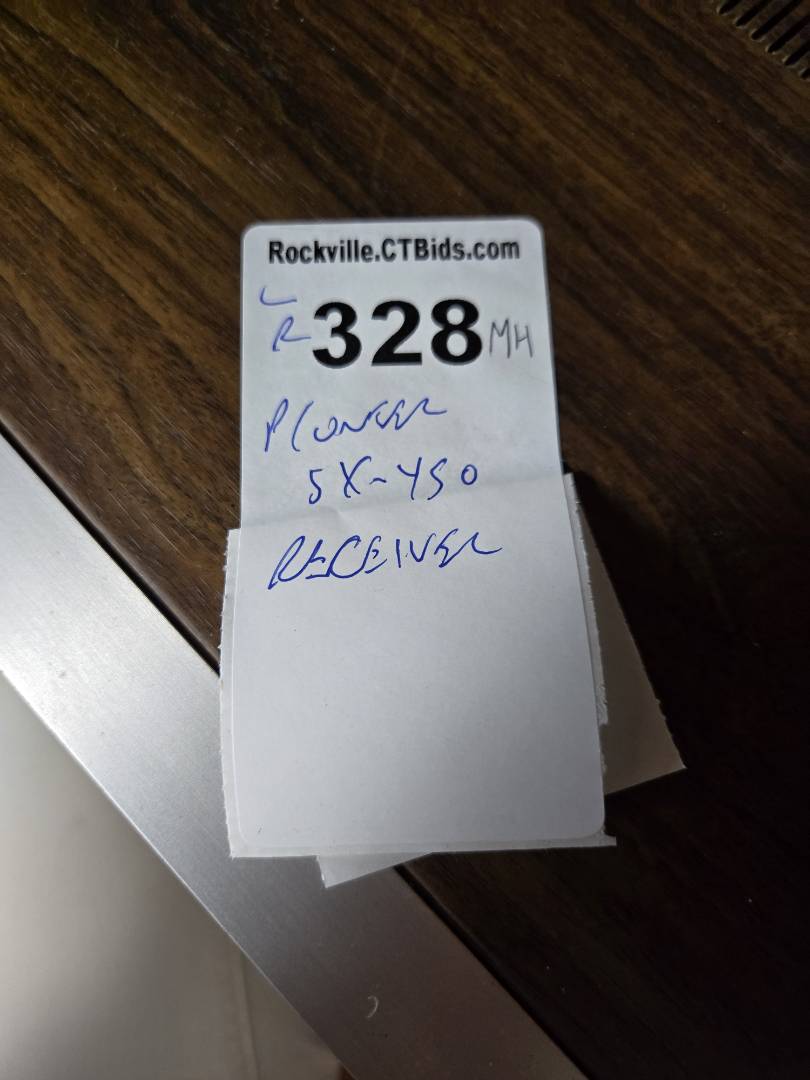 Rockville.CTBids.com
L
R 328 MH
PIONEER
SX-450
RECEIVER